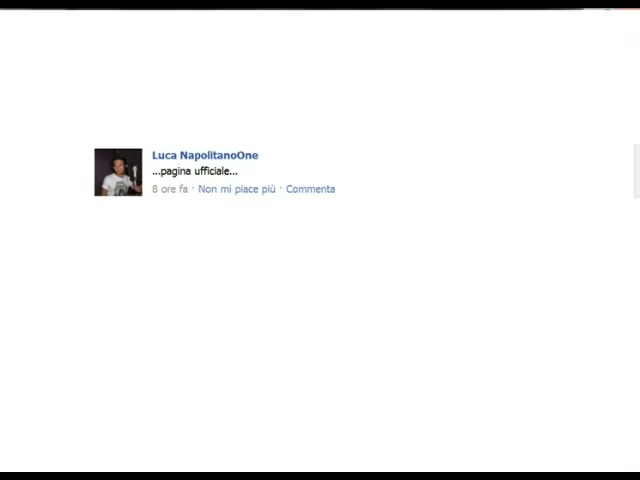 Luca NapolitanoOne
...pagina ufficiale...
8 ore fa · Non mi piace più · Commenta